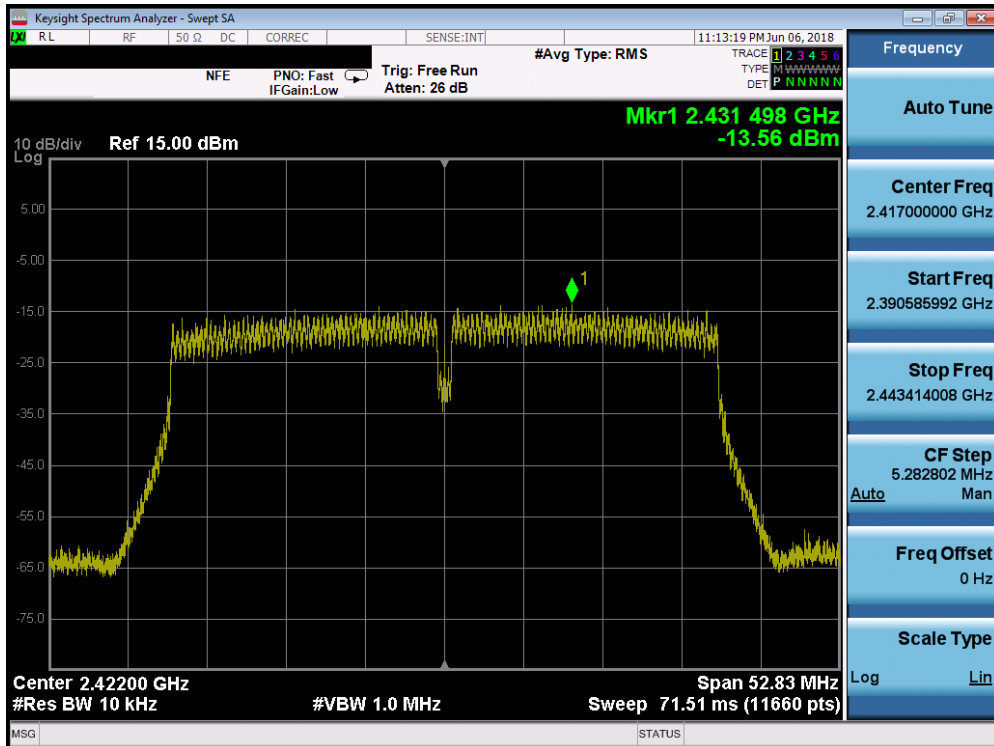 Keysight Spectrum Analyzer - Swept SA
LXI RL RF 50 Ω DC CORREC SENSE:INT 11:13:19 PM Jun 06, 2018
NFE PNO: Fast Trig: Free Run #Avg Type: RMS TRACE 1 2 3 4 5 6
IFGain:Low Atten: 26 dB TYPE M WWWWW
DET P N N N N N
Mkr1 2.431 498 GHz
-13.56 dBm
10 dB/div Ref 15.00 dBm
Log
5.00
-5.00
-15.0
-25.0
-35.0
-45.0
-55.0
-65.0
-75.0
1
Center 2.42200 GHz Span 52.83 MHz
#Res BW 10 kHz #VBW 1.0 MHz Sweep 71.51 ms (11660 pts)
MSG STATUS
Frequency
Auto Tune
Center Freq
2.417000000 GHz
Start Freq
2.390585992 GHz
Stop Freq
2.443414008 GHz
CF Step
5.282802 MHz
Auto Man
Freq Offset
0 Hz
Scale Type
Log Lin